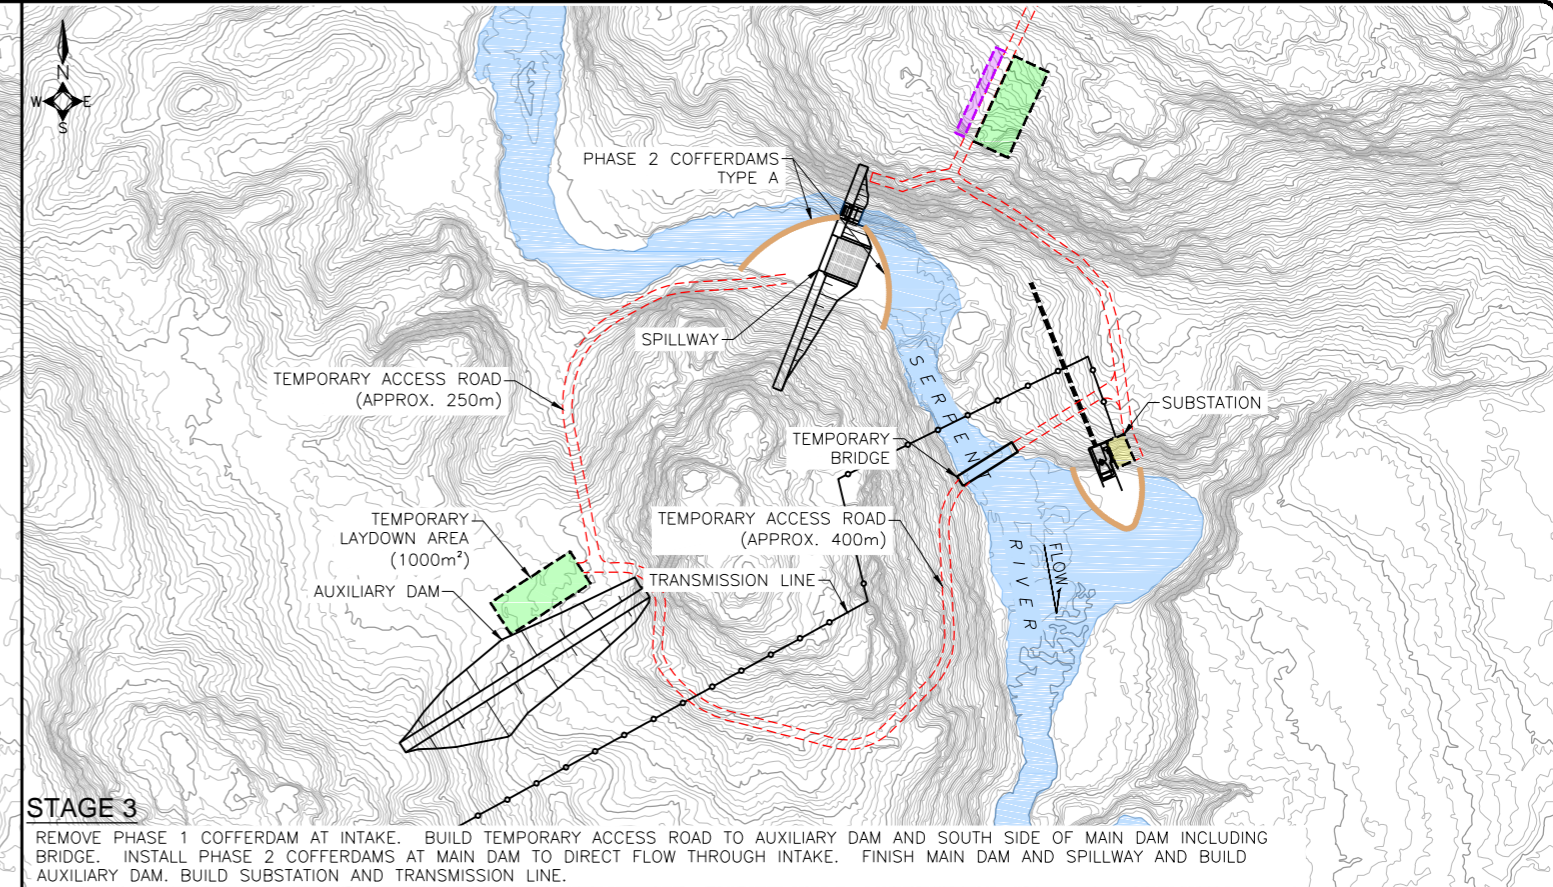 N
W E
S
PHASE 2 COFFERDAMS
TYPE A
SPILLWAY
TEMPORARY ACCESS ROAD
(APPROX. 250m)
SERPENT
SUBSTATION
TEMPORARY
BRIDGE
TEMPORARY
LAYDOWN AREA
(1000m²)
TEMPORARY ACCESS ROAD
(APPROX. 400m)
RIVER
FLOW
AUXILIARY DAM
TRANSMISSION LINE
STAGE 3
REMOVE PHASE 1 COFFERDAM AT INTAKE. BUILD TEMPORARY ACCESS ROAD TO AUXILIARY DAM AND SOUTH SIDE OF MAIN DAM INCLUDING
BRIDGE. INSTALL PHASE 2 COFFERDAMS AT MAIN DAM TO DIRECT FLOW THROUGH INTAKE. FINISH MAIN DAM AND SPILLWAY AND BUILD
AUXILIARY DAM. BUILD SUBSTATION AND TRANSMISSION LINE.